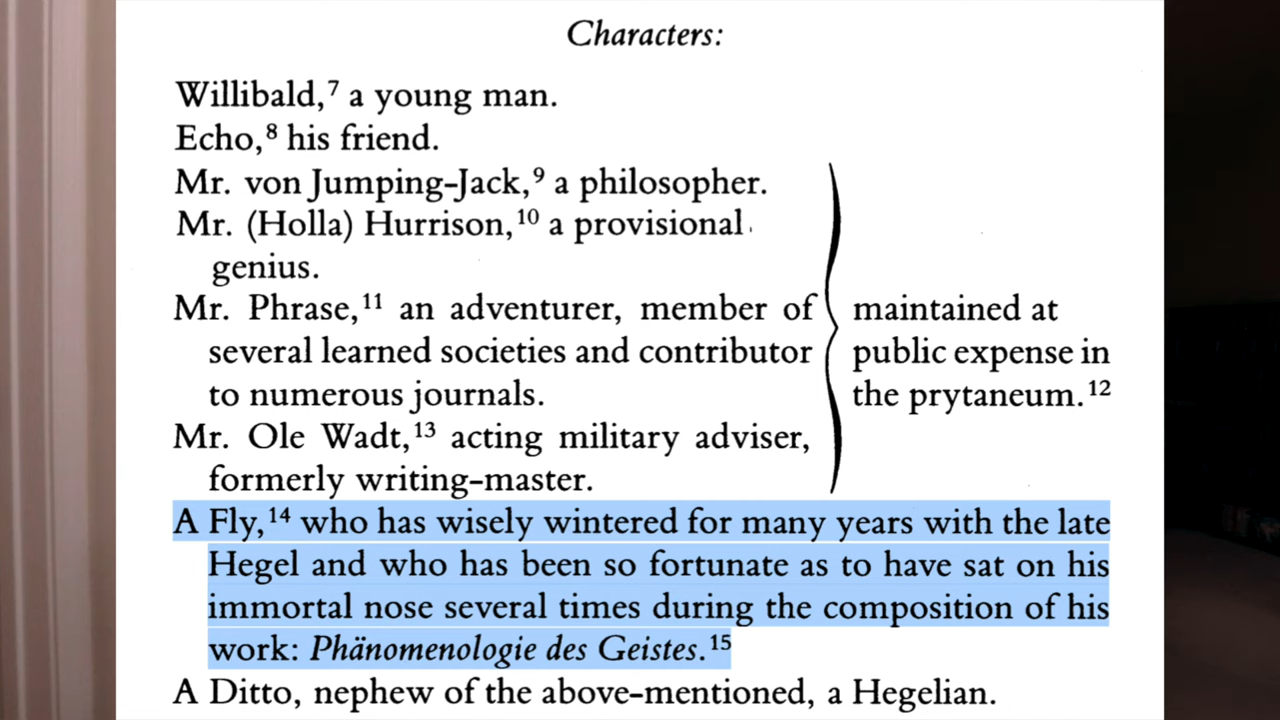 Characters:
Willibald,⁷ a young man.
Echo,⁸ his friend.
Mr. von Jumping-Jack,⁹ a philosopher.
Mr. (Holla) Hurrison,¹⁰ a provisional
genius.
Mr. Phrase,¹¹ an adventurer, member of
several learned societies and contributor
to numerous journals.
Mr. Ole Wadt,¹³ acting military adviser,
formerly writing-master.
maintained at
public expense in
the prytaneum.¹²
A Fly,¹⁴ who has wisely wintered for many years with the late
Hegel and who has been so fortunate as to have sat on his
immortal nose several times during the composition of his
work: Phänomenologie des Geistes.¹⁵
A Ditto, nephew of the above-mentioned, a Hegelian.